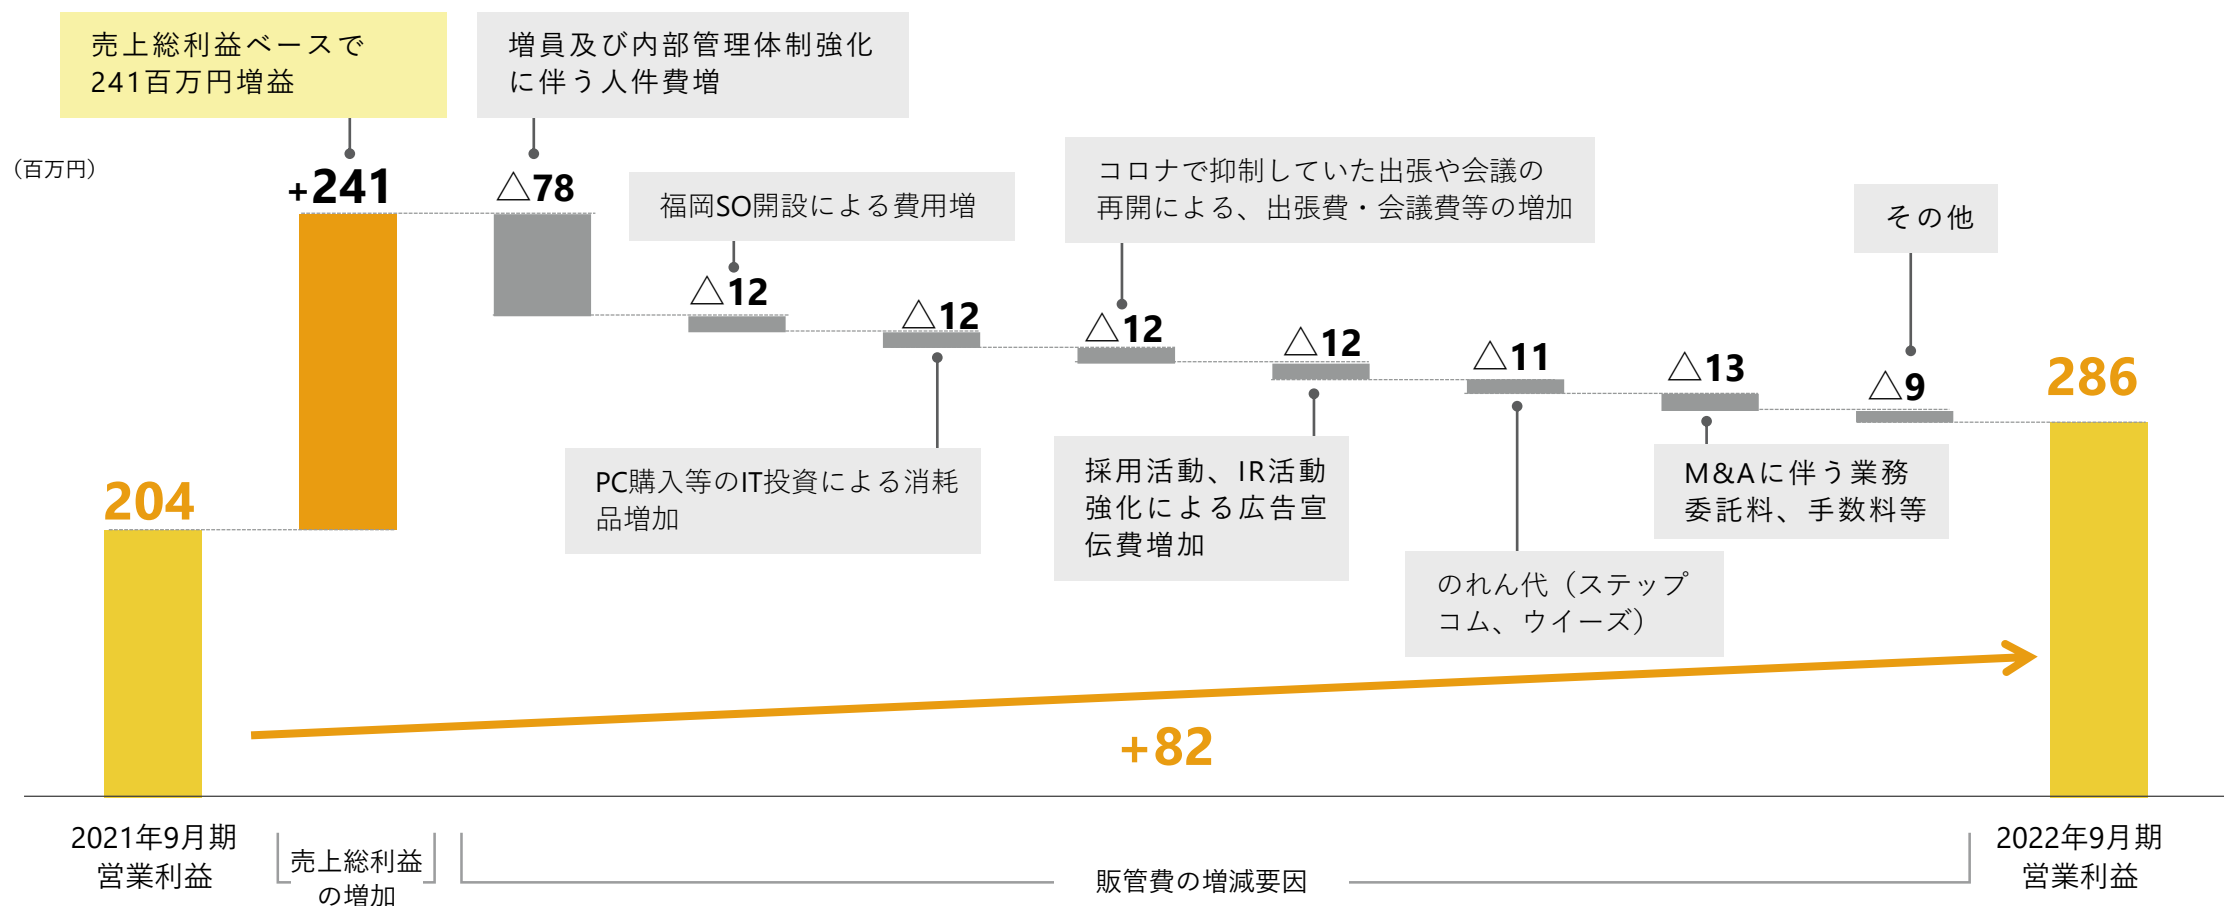 売上総利益ベースで
241百万円増益
増員及び内部管理体制強化
に伴う人件費増
（百万円）
+241
△78
福岡SO開設による費用増
コロナで抑制していた出張や会議の
再開による、出張費・会議費等の増加
その他
△12
△12
△12
△12
△11
△13
△9
286
204
PC購入等のIT投資による消耗
品増加
採用活動、IR活動
強化による広告宣
伝費増加
M&Aに伴う業務
委託料、手数料等
のれん代（ステップ
コム、ウイーズ）
+82
2021年9月期
営業利益
売上総利益
の増加
販管費の増減要因
2022年9月期
営業利益